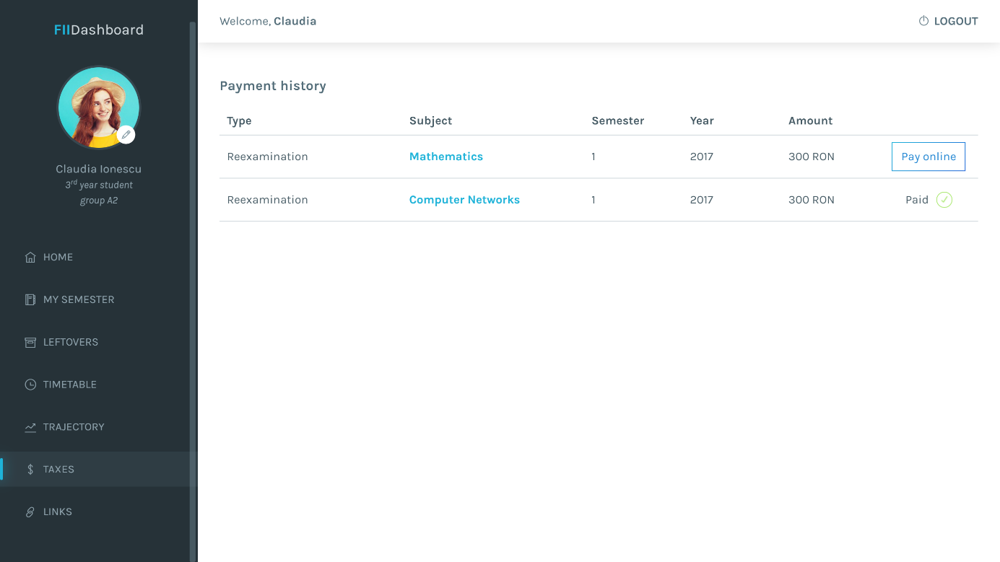 FIIDashboard
Claudia Ionescu
3rd year student
group A2
HOME
MY SEMESTER
LEFTOVERS
TIMETABLE
TRAJECTORY
$ TAXES
LINKS
Welcome, Claudia
LOGOUT
Payment history
Type Subject Semester Year Amount
Reexamination Mathematics 1 2017 300 RON Pay online
Reexamination Computer Networks 1 2017 300 RON Paid